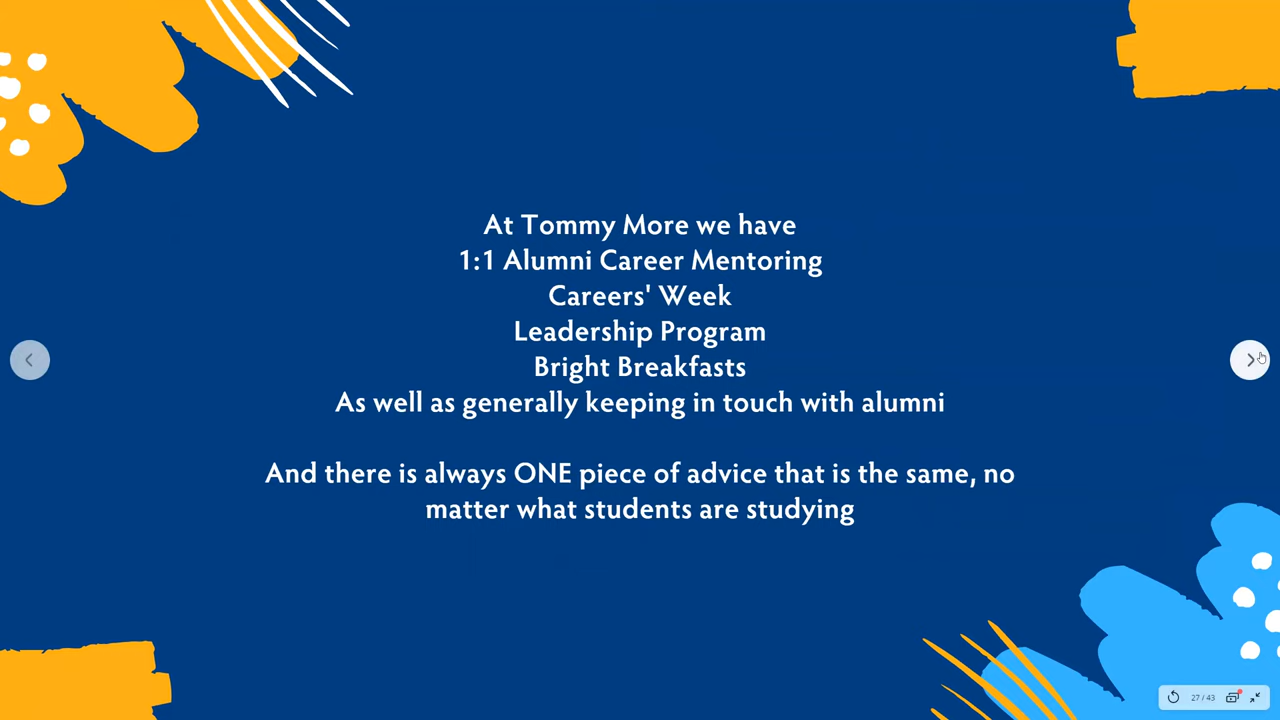 At Tommy More we have
1:1 Alumni Career Mentoring
Careers' Week
Leadership Program
Bright Breakfasts
As well as generally keeping in touch with alumni
And there is always ONE piece of advice that is the same, no
matter what students are studying
27 / 43